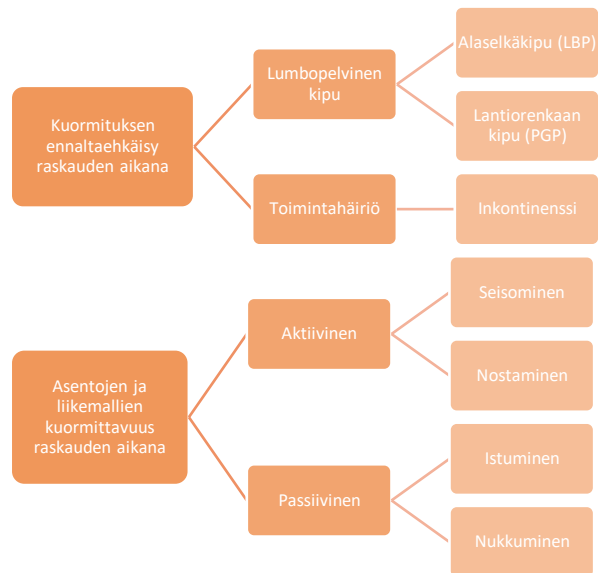 Kuormituksen
ennaltaehkäisy
raskauden aikana
Lumbopelvinen
kipu
Alaselkäkipu (LBP)
Lantiorenkaan
kipu (PGP)
Toimintahäiriö
Inkontinenssi
Asentojen ja
liikemallien
kuormittavuus
raskauden aikana
Aktiivinen
Seisominen
Nostaminen
Passiivinen
Istuminen
Nukkuminen